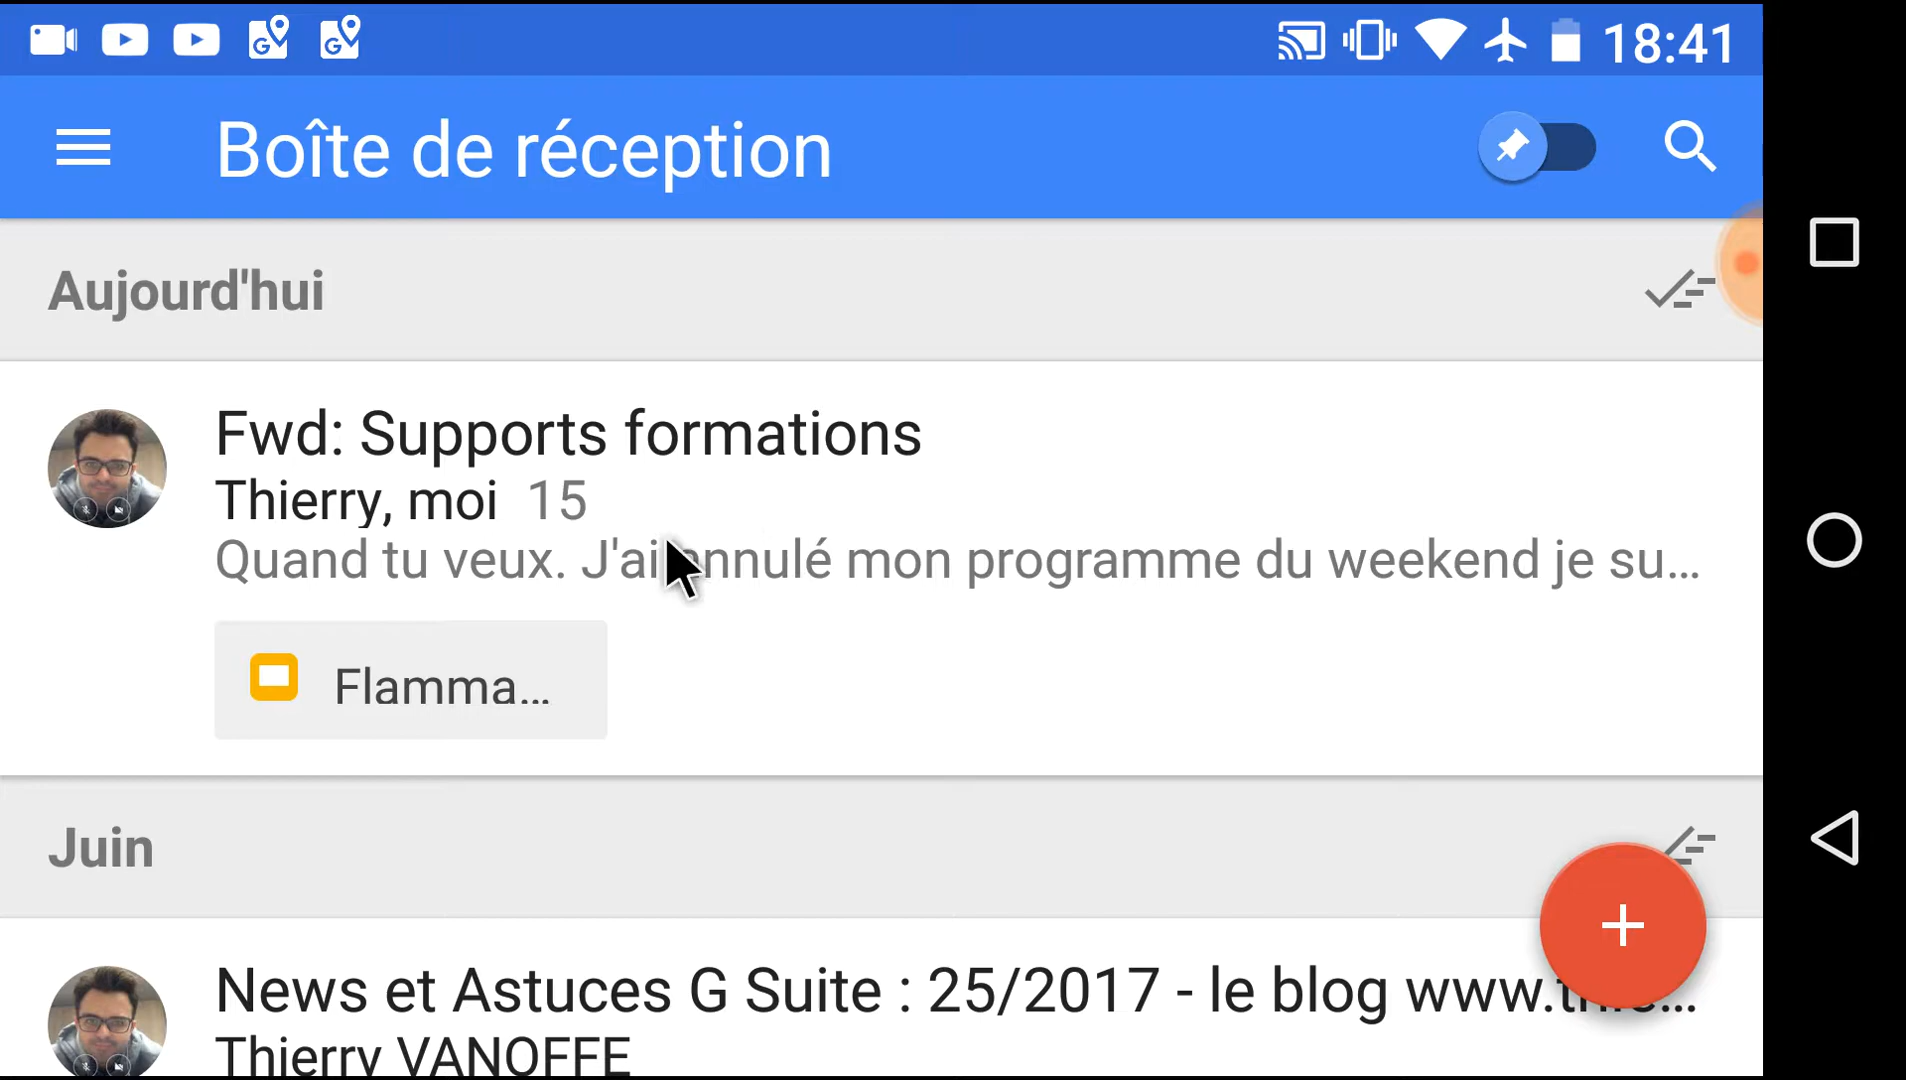 18:41
Boîte de réception
Aujourd'hui
Fwd: Supports formations
Thierry, moi 15
Quand tu veux. J'ai annulé mon programme du weekend je su...
Flamma...
Juin
News et Astuces G Suite : 25/2017 - le blog www.thie...
Thierry VANOFFE